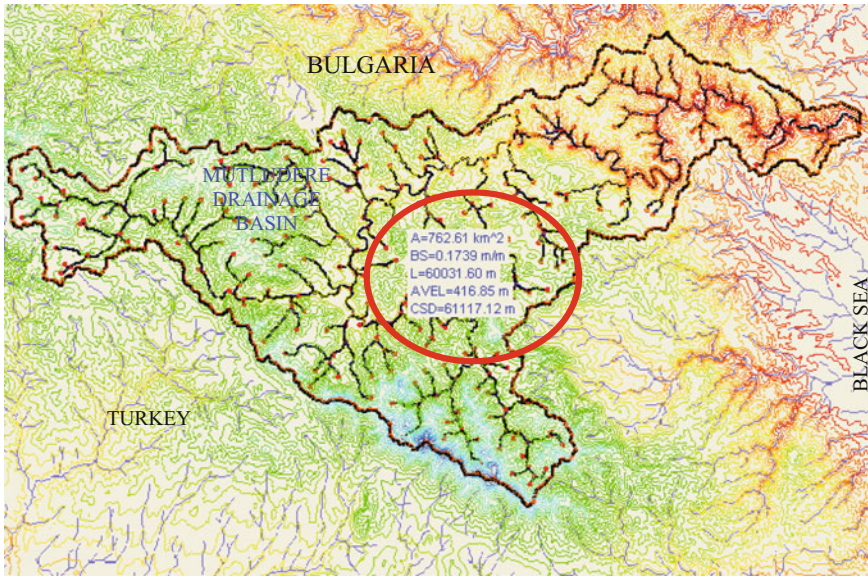 BULGARIA
MUTLUDERE
DRAINAGE
BASIN
A=762.61 km^2
BS=0.1739 m/m
L=60031.60 m
AVEL=416.85 m
CSD=61117.12 m
BLACK SEA
TURKEY